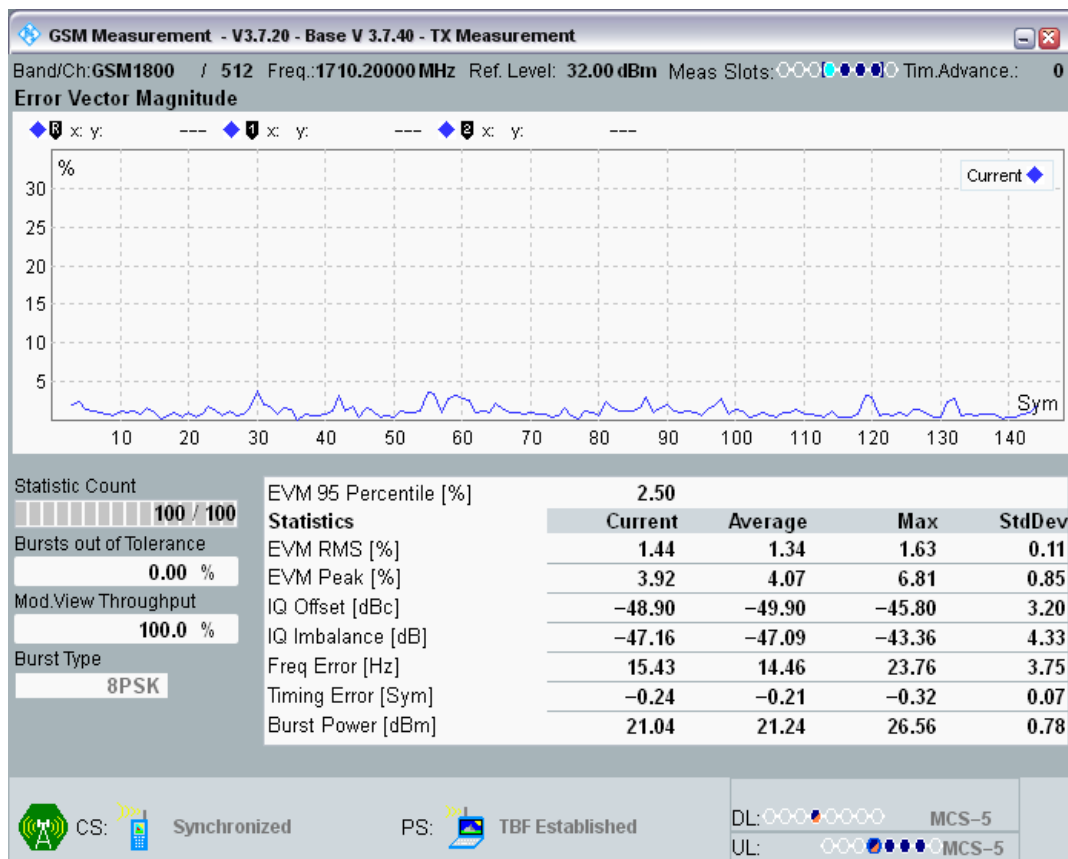 GSM Measurement - V3.7.20 - Base V 3.7.40 - TX Measurement
Band/Ch:GSM1800 / 512 Freq.:1710.20000 MHz Ref. Level: 32.00 dBm Meas Slots: Tim.Advance.: 0
Error Vector Magnitude
R x: y: --- 1 x: y: --- 2 x: y: ---
%
Current
30
25
20
15
10
5
Sym
10 20 30 40 50 60 70 80 90 100 110 120 130 140
Statistic Count
100 / 100
Bursts out of Tolerance
0.00 %
Mod.View Throughput
100.0 %
Burst Type
8PSK
EVM 95 Percentile [%] 2.50
Statistics Current Average Max StdDev
EVM RMS [%] 1.44 1.34 1.63 0.11
EVM Peak [%] 3.92 4.07 6.81 0.85
IQ Offset [dBc] −48.90 −49.90 −45.80 3.20
IQ Imbalance [dB] −47.16 −47.09 −43.36 4.33
Freq Error [Hz] 15.43 14.46 23.76 3.75
Timing Error [Sym] −0.24 −0.21 −0.32 0.07
Burst Power [dBm] 21.04 21.24 26.56 0.78
CS: Synchronized PS: TBF Established
DL: MCS−5
UL: MCS−5